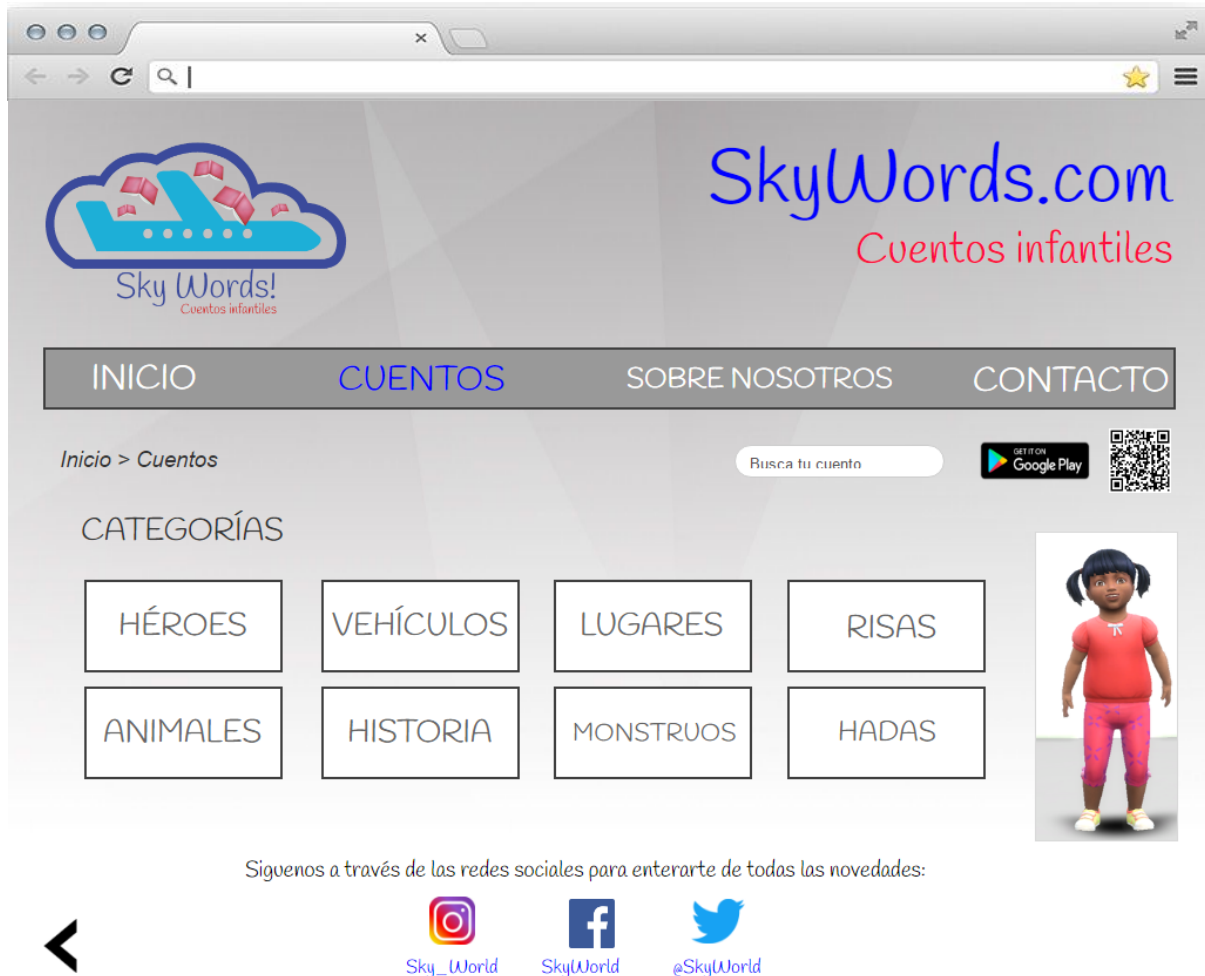 SkyWords.com
Cuentos infantiles
Sky Words!
Cuentos infantiles
INICIO CUENTOS SOBRE NOSOTROS CONTACTO
Inicio > Cuentos
Busca tu cuento
GET IT ON
Google Play
CATEGORÍAS
HÉROES VEHÍCULOS LUGARES RISAS
ANIMALES HISTORIA MONSTRUOS HADAS
Siguenos a través de las redes sociales para enterarte de todas las novedades:
Sky_World SkyWorld @SkyWorld